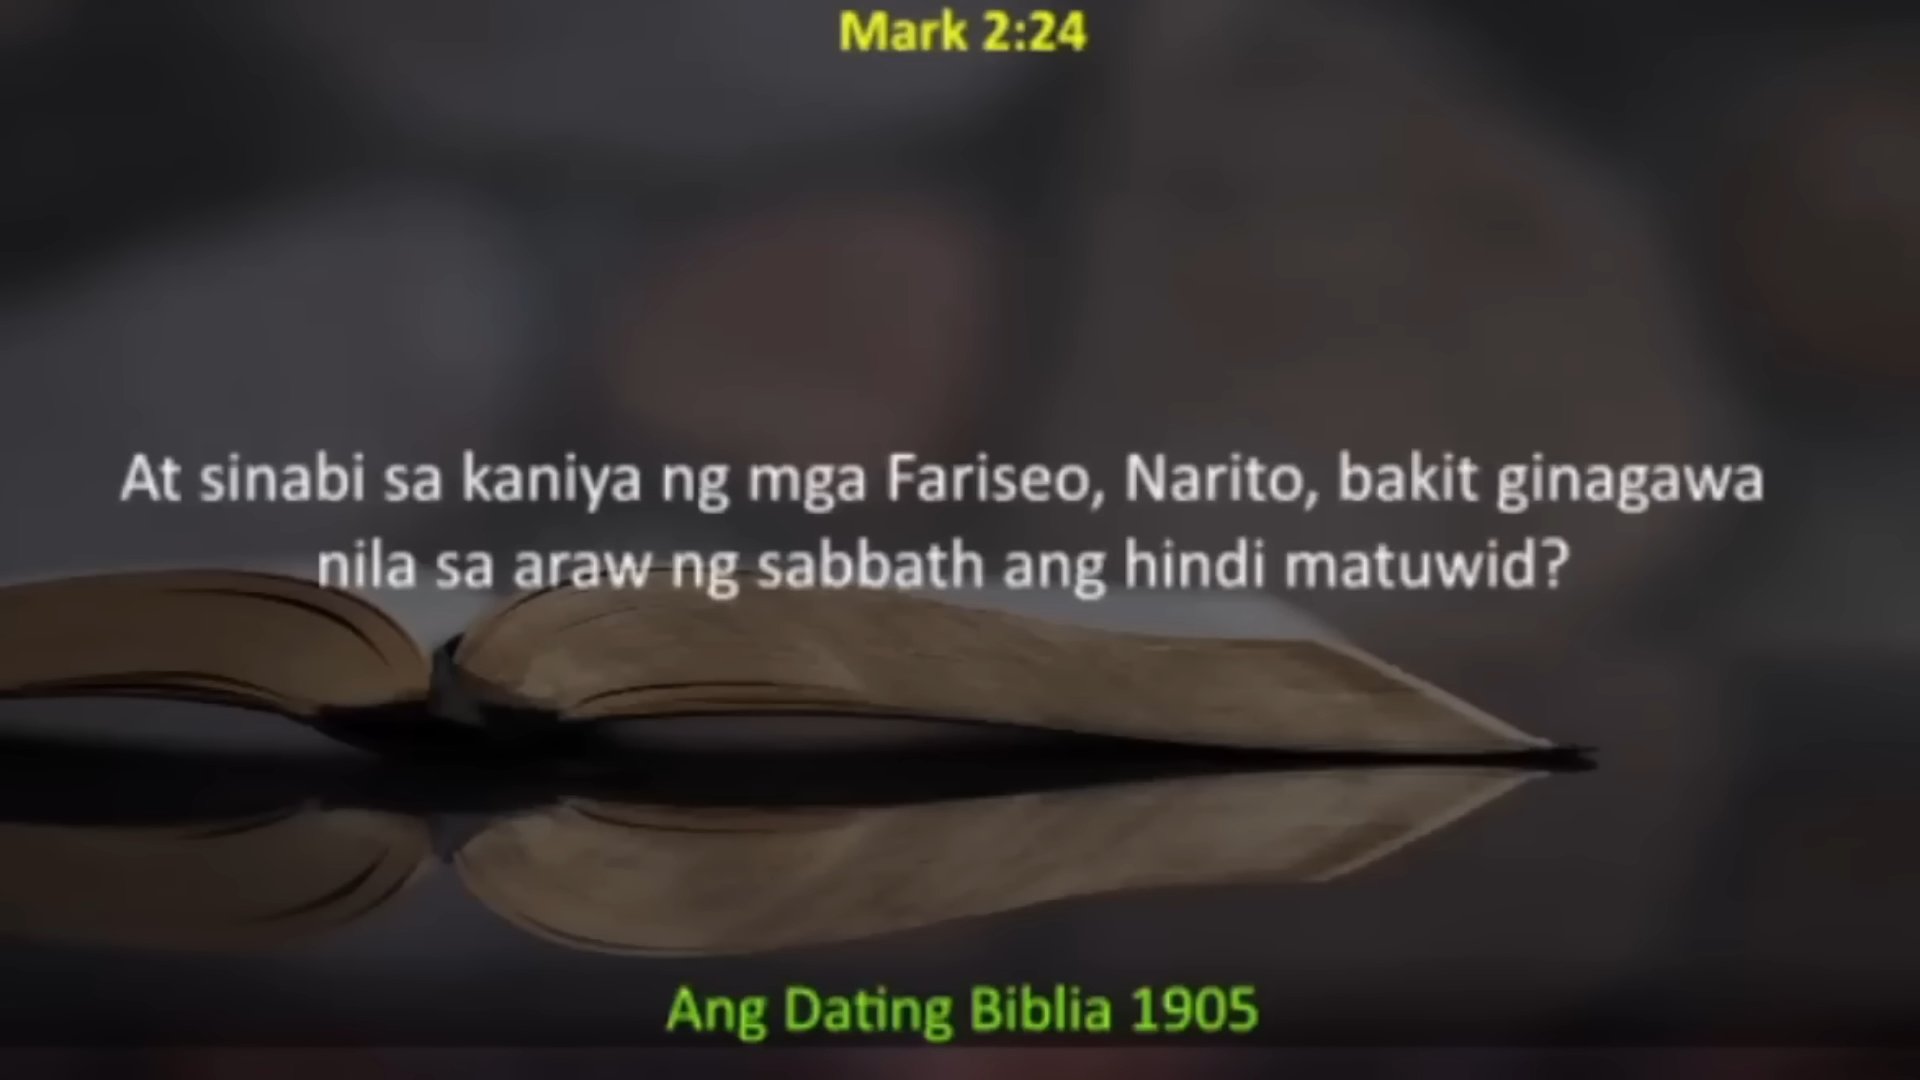 Mark 2:24
At sinabi sa kaniya ng mga Fariseo, Narito, bakit ginagawa
nila sa araw ng sabbath ang hindi matuwid?
Ang Dating Biblia 1905